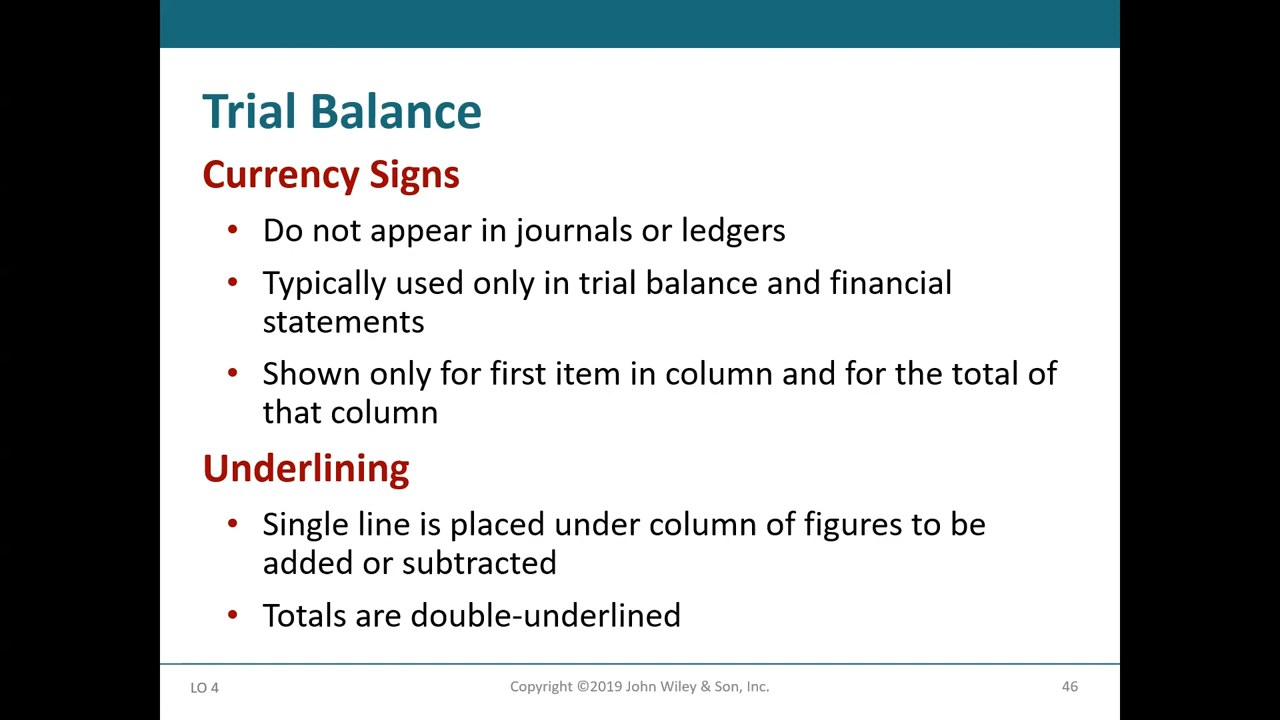 Trial Balance
Currency Signs
• Do not appear in journals or ledgers
• Typically used only in trial balance and financial
statements
• Shown only for first item in column and for the total of
that column
Underlining
• Single line is placed under column of figures to be
added or subtracted
• Totals are double-underlined
LO 4
Copyright ©2019 John Wiley & Son, Inc.
46